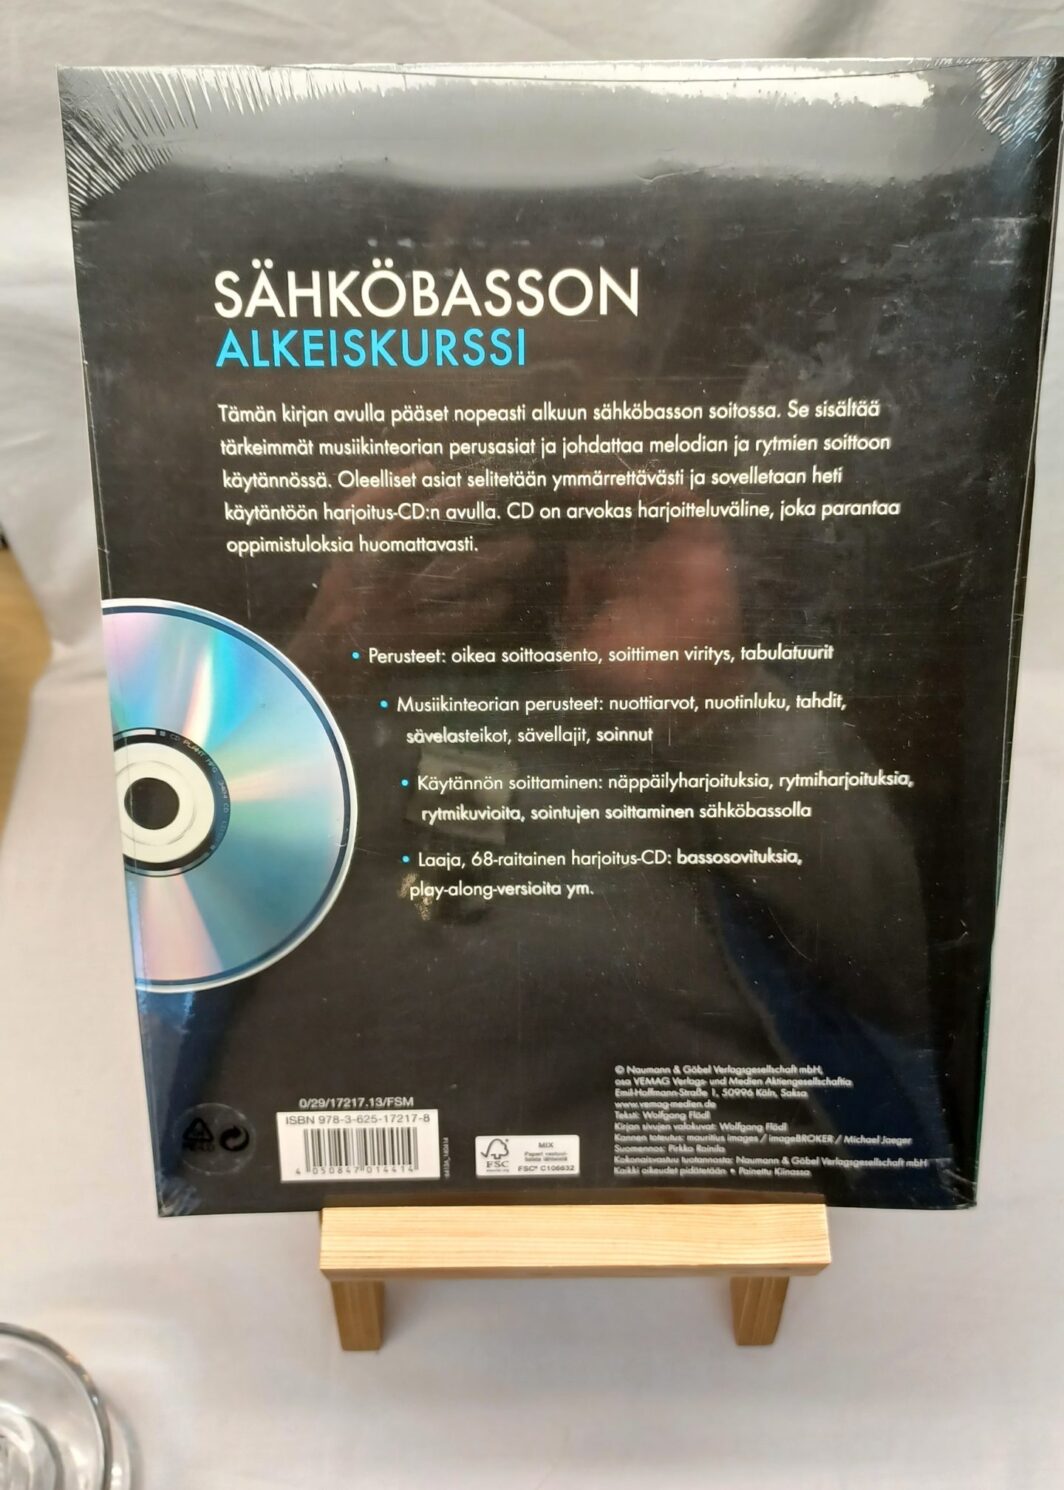 SÄHKÖBASSON
ALKEISKURSSI
Tämän kirjan avulla pääset nopeasti alkuun sähköbasson soitossa. Se sisältää
tärkeimmät musiikinteorian perusasiat ja johdattaa melodian ja rytmien soittoon
käytännössä. Oleelliset asiat selitetään ymmärrettävästi ja sovelletaan heti
käytäntöön harjoitus-CD:n avulla. CD on arvokas harjoitteluväline, joka parantaa
oppimistuloksia huomattavasti.
• Perusteet: oikea soittoasento, soittimen viritys, tabulatuurit
• Musiikinteorian perusteet: nuottiarvot, nuotinluku, tahdit,
sävelasteikot, sävellajit, soinnut
• Käytännön soittaminen: näppäilyharjoituksia, rytmiharjoituksia,
rytmikuvioita, sointujen soittaminen sähköbassolla
• Laaja, 68-raitainen harjoitus-CD: bassosovituksia,
play-along-versioita ym.
© Naumann & Göbel Verlagsgesellschaft mbH,
osa VEMAG Verlags- und Medien Aktiengesellschaftia
Emil-Hoffmann-Straße 1, 50996 Köln, Saksa
www.vemag-medien.de
Teksti: Wolfgang Flödl
Kirjan sivujen valokuvat: Wolfgang Flödl
Kannen toteutus: mauritius images / imageBROKER / Michael Jaeger
Suomennos: Pirkko Roinila
Kokonaisvastuu tuotannosta: Naumann & Göbel Verlagsgesellschaft mbH
Kaikki oikeudet pidätetään • Painettu Kiinassa
0/29/17217.13/FSM
ISBN 978-3-625-17217-8
4 050847 014414
FSC
MIX
FSC® C106632